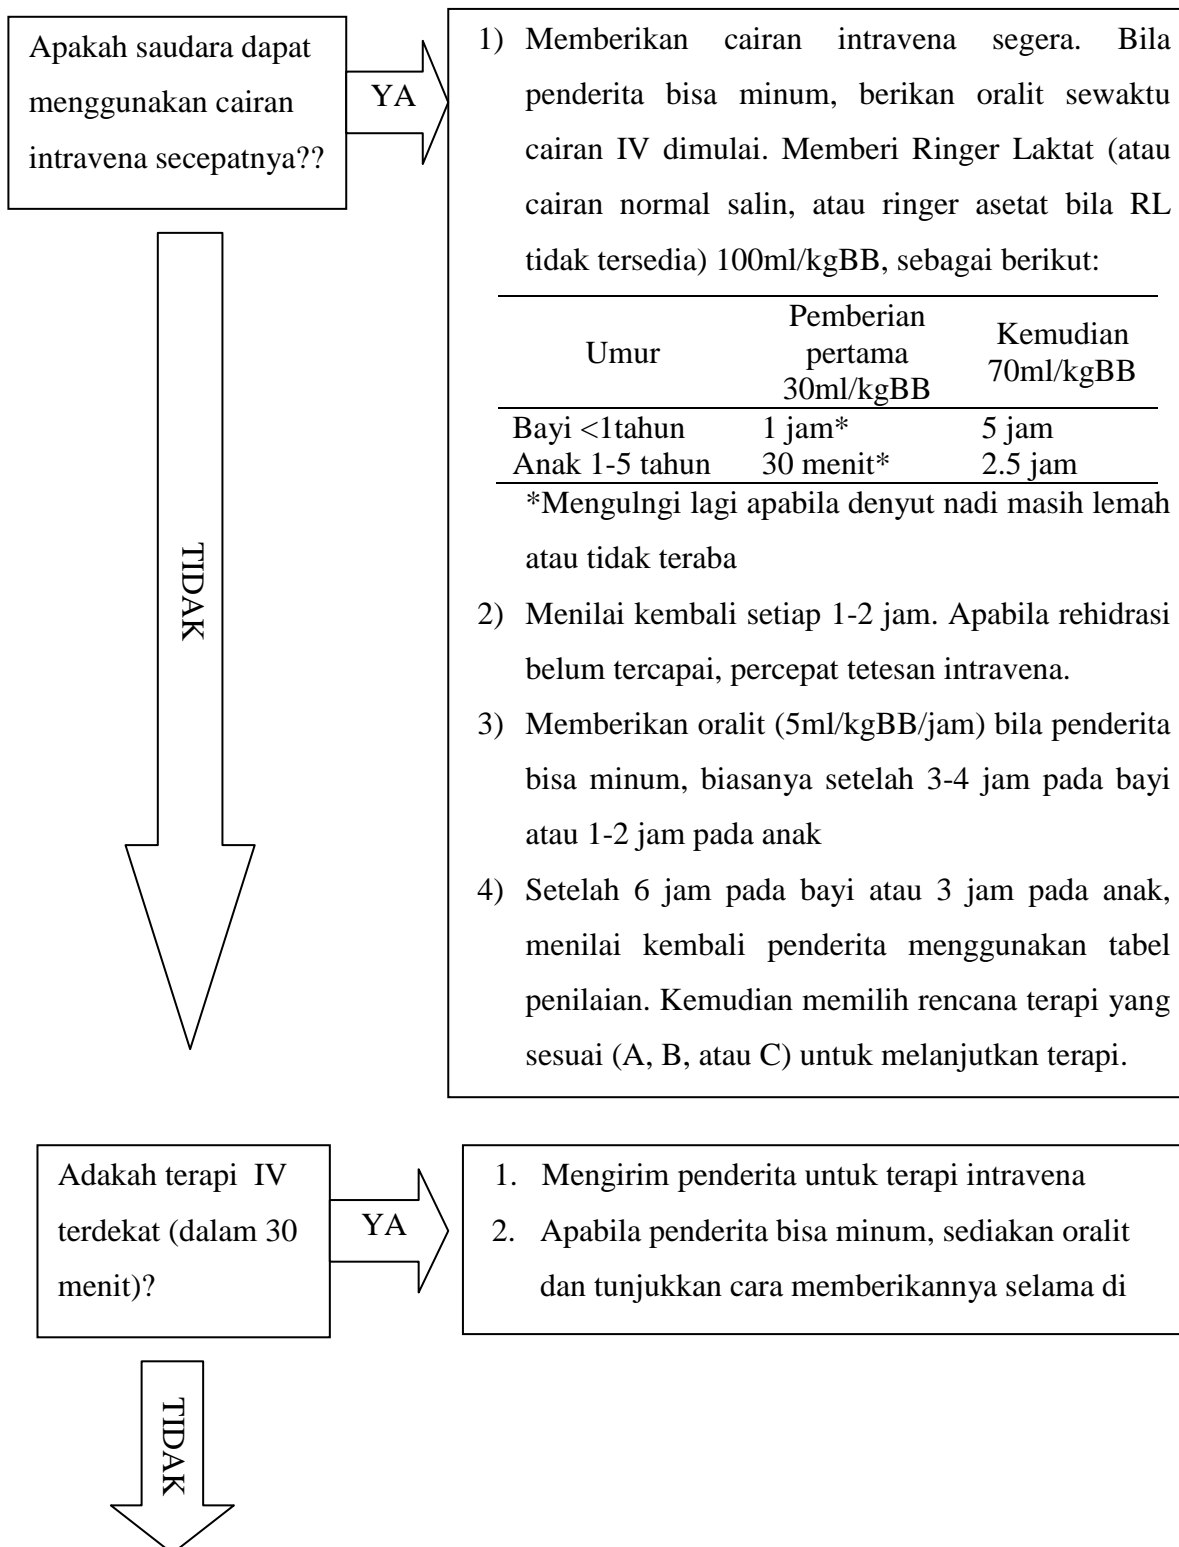 Apakah saudara dapat
menggunakan cairan
intravena secepatnya??
YA
1) Memberikan cairan intravena segera. Bila
penderita bisa minum, berikan oralit sewaktu
cairan IV dimulai. Memberi Ringer Laktat (atau
cairan normal salin, atau ringer asetat bila RL
tidak tersedia) 100ml/kgBB, sebagai berikut:
Umur
Pemberian
pertama
30ml/kgBB
Kemudian
70ml/kgBB
Bayi <1tahun 1 jam* 5 jam
Anak 1-5 tahun 30 menit* 2.5 jam
*Mengulngi lagi apabila denyut nadi masih lemah
atau tidak teraba
2) Menilai kembali setiap 1-2 jam. Apabila rehidrasi
belum tercapai, percepat tetesan intravena.
3) Memberikan oralit (5ml/kgBB/jam) bila penderita
bisa minum, biasanya setelah 3-4 jam pada bayi
atau 1-2 jam pada anak
4) Setelah 6 jam pada bayi atau 3 jam pada anak,
menilai kembali penderita menggunakan tabel
penilaian. Kemudian memilih rencana terapi yang
sesuai (A, B, atau C) untuk melanjutkan terapi.
TIDAK
Adakah terapi IV
terdekat (dalam 30
menit)?
YA
1. Mengirim penderita untuk terapi intravena
2. Apabila penderita bisa minum, sediakan oralit
dan tunjukkan cara memberikannya selama di
TIDAK